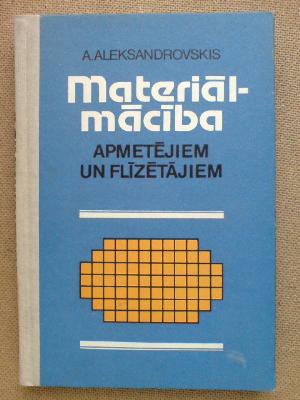 A. ALEKSANDROVSKIS
Materiāl-
mācība
APMETĒJIEM
UN FLĪZĒTĀJIEM